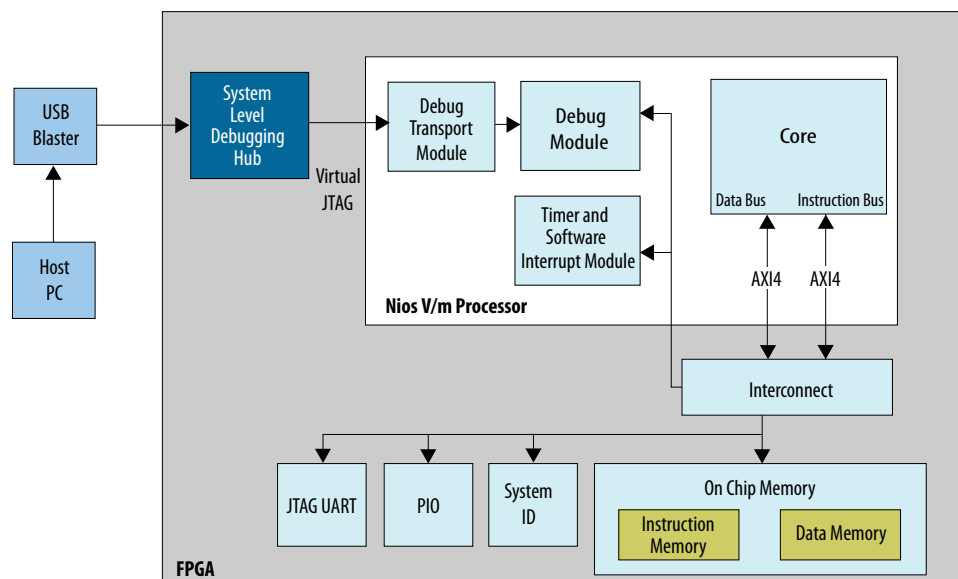 USB
Blaster
Host
PC
System
Level
Debugging
Hub
Virtual
JTAG
Debug
Transport
Module
Debug
Module
Timer and
Software
Interrupt Module
Core
Data Bus
Instruction Bus
AXI4
AXI4
Nios V/m Processor
Interconnect
JTAG UART
PIO
System
ID
On Chip Memory
Instruction
Memory
Data Memory
FPGA